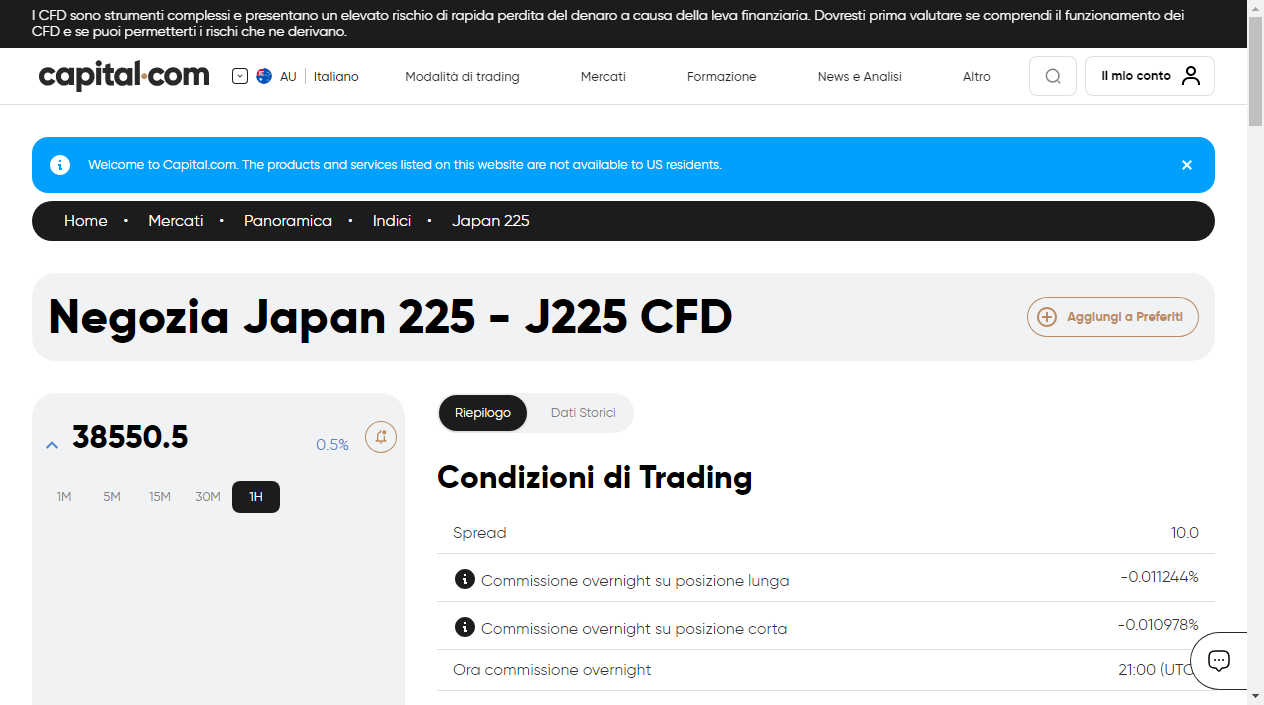 I CFD sono strumenti complessi e presentano un elevato rischio di rapida perdita del denaro a causa della leva finanziaria. Dovresti prima valutare se comprendi il funzionamento dei
CFD e se puoi permetterti i rischi che ne derivano.
capital.com
AU Italiano Modalità di trading Mercati Formazione News e Analisi Altro Il mio conto
Welcome to Capital.com. The products and services listed on this website are not available to US residents.
Home • Mercati • Panoramica • Indici • Japan 225
Negozia Japan 225 - J225 CFD
Aggiungi a Preferiti
38550.5
0.5%
1M 5M 15M 30M 1H
Riepilogo Dati Storici
Condizioni di Trading
Spread 10.0
Commissione overnight su posizione lunga -0.011244%
Commissione overnight su posizione corta -0.010978%
Ora commissione overnight 21:00 (UTC